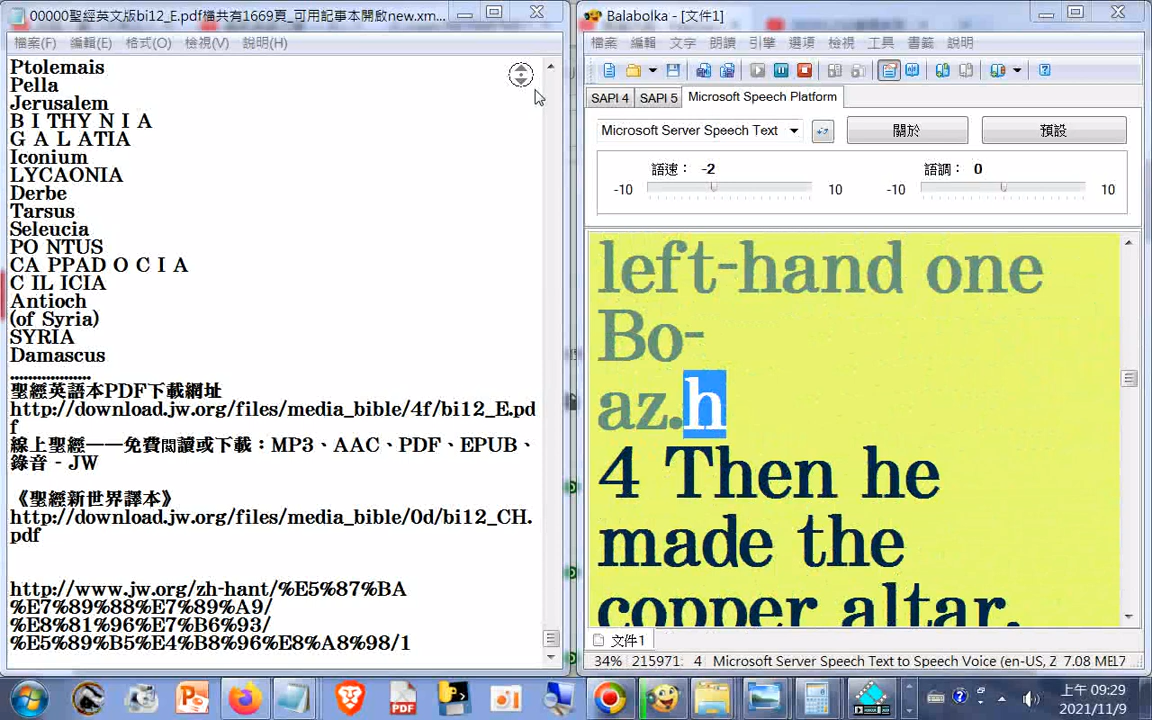 00000聖經英文版bi12_E.pdf檔共有1669頁_可用記事本開啟new.xm...
檔案(F) 編輯(E) 格式(O) 檢視(V) 說明(H)
Ptolemais
Pella
Jerusalem
B I THY N I A
G A L ATIA
Iconium
LYCAONIA
Derbe
Tarsus
Seleucia
PO NTUS
CA PPAD O C I A
C IL ICIA
Antioch
(of Syria)
SYRIA
Damascus
..................
聖經英語本PDF下載網址
http://download.jw.org/files/media_bible/4f/bi12_E.pd
f
線上聖經——免費閱讀或下載：MP3、AAC、PDF、EPUB、
錄音 - JW
《聖經新世界譯本》
http://download.jw.org/files/media_bible/0d/bi12_CH.
pdf
http://www.jw.org/zh-hant/%E5%87%BA
%E7%89%88%E7%89%A9/
%E8%81%96%E7%B6%93/
%E5%89%B5%E4%B8%96%E8%A8%98/1
Balabolka - [文件1]
檔案 編輯 文字 朗讀 引擎 選項 檢視 工具 書籤 說明
SAPI 4 SAPI 5 Microsoft Speech Platform
Microsoft Server Speech Text 關於 預設
語速： -2 語調： 0
-10 10 -10 10
left-hand one
Bo-
az.h
4 Then he
made the
copper altar,
文件1
34% 215971: 4 Microsoft Server Speech Text to Speech Voice (en-US, Z 7.08 MEL7
PDF
上午 09:29
2021/11/9